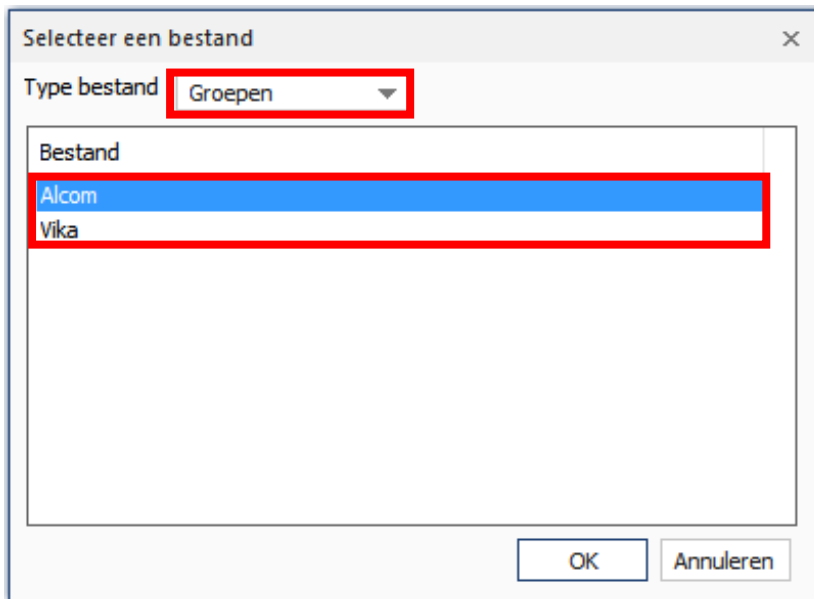 Selecteer een bestand
Type bestand Groepen
Bestand
Alcom
Vika
OK Annuleren